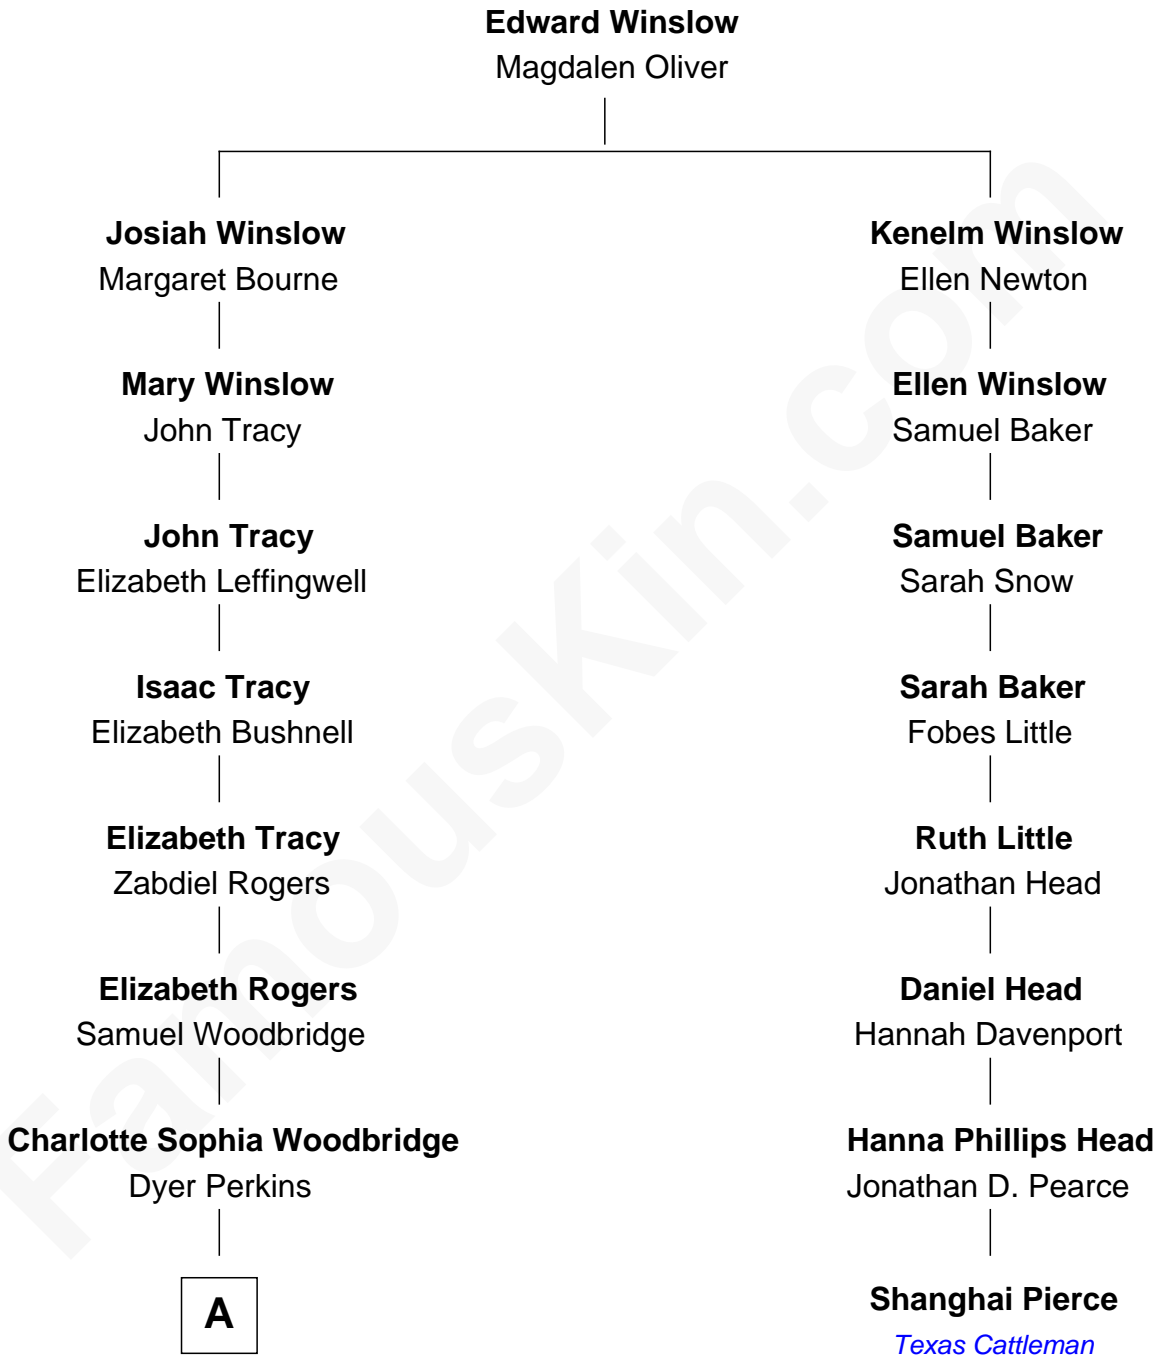 Edward Winslow
Magdalen Oliver
Josiah Winslow
Margaret Bourne
Kenelm Winslow
Ellen Newton
Mary Winslow
John Tracy
Ellen Winslow
Samuel Baker
John Tracy
Elizabeth Leffingwell
Samuel Baker
Sarah Snow
Isaac Tracy
Elizabeth Bushnell
Sarah Baker
Fobes Little
Elizabeth Tracy
Zabdiel Rogers
Ruth Little
Jonathan Head
Elizabeth Rogers
Samuel Woodbridge
Daniel Head
Hannah Davenport
Charlotte Sophia Woodbridge
Dyer Perkins
Hanna Phillips Head
Jonathan D. Pearce
A
Shanghai Pierce
Texas Cattleman
FamousKin.com